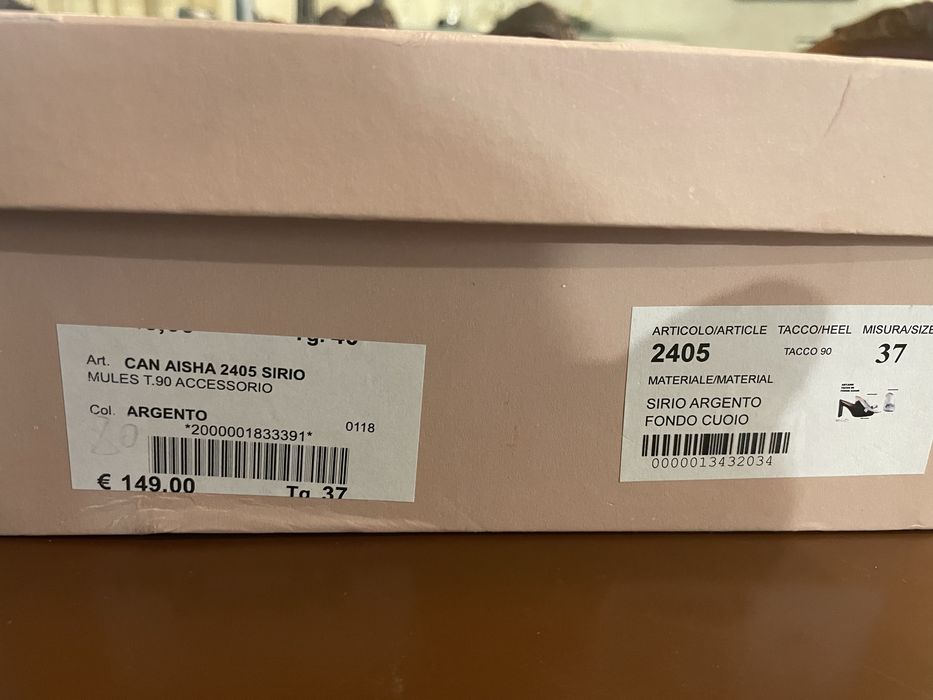 Art. CAN AISHA 2405 SIRIO
MULES T.90 ACCESSORIO
Col. ARGENTO
*2000001833391* 0118
20
€ 149.00 Tg. 37
ARTICOLO/ARTICLE TACCO/HEEL MISURA/SIZE
2405 TACCO 90 37
MATERIALE/MATERIAL
SIRIO ARGENTO
FONDO CUOIO
0000013432034